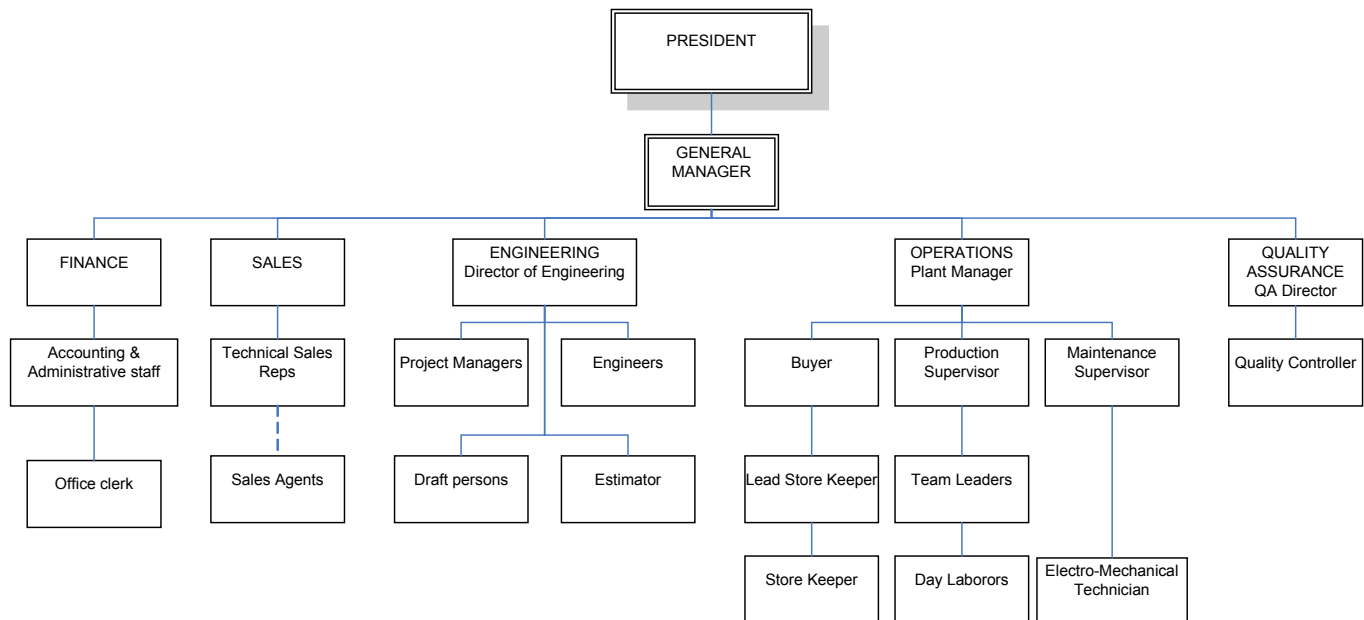 PRESIDENT
GENERAL
MANAGER
FINANCE
SALES
ENGINEERING
Director of Engineering
OPERATIONS
Plant Manager
QUALITY
ASSURANCE
QA Director
Accounting &
Administrative staff
Technical Sales
Reps
Project Managers
Engineers
Buyer
Production
Supervisor
Maintenance
Supervisor
Quality Controller
Office clerk
Sales Agents
Draft persons
Estimator
Lead Store Keeper
Team Leaders
Store Keeper
Day Laborors
Electro-Mechanical
Technician